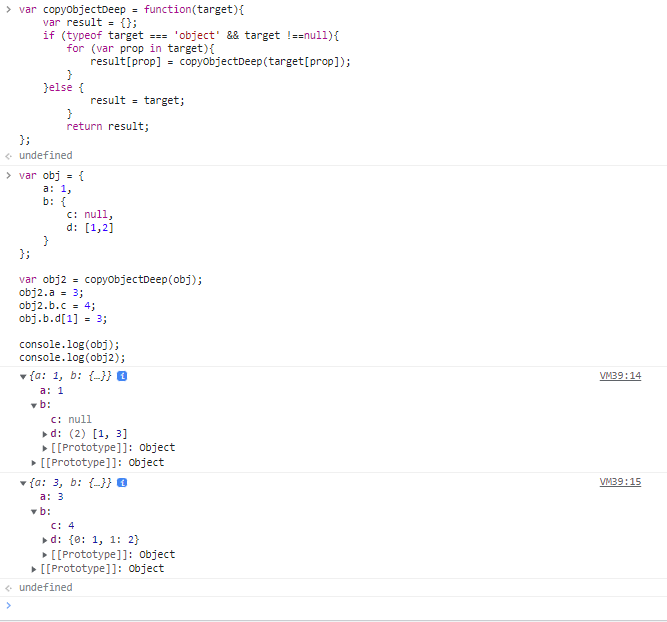 > var copyObjectDeep = function(target){
var result = {};
if (typeof target === 'object' && target !==null){
for (var prop in target){
result[prop] = copyObjectDeep(target[prop]);
}
}else {
result = target;
}
return result;
};
undefined
> var obj = {
a: 1,
b: {
c: null,
d: [1,2]
}
};
var obj2 = copyObjectDeep(obj);
obj2.a = 3;
obj2.b.c = 4;
obj.b.d[1] = 3;
console.log(obj);
console.log(obj2);
{a: 1, b: {…}} i VM39:14
a: 1
b:
c: null
d: (2) [1, 3]
[[Prototype]]: Object
[[Prototype]]: Object
{a: 3, b: {…}} i VM39:15
a: 3
b:
c: 4
d: {0: 1, 1: 2}
[[Prototype]]: Object
[[Prototype]]: Object
undefined
>